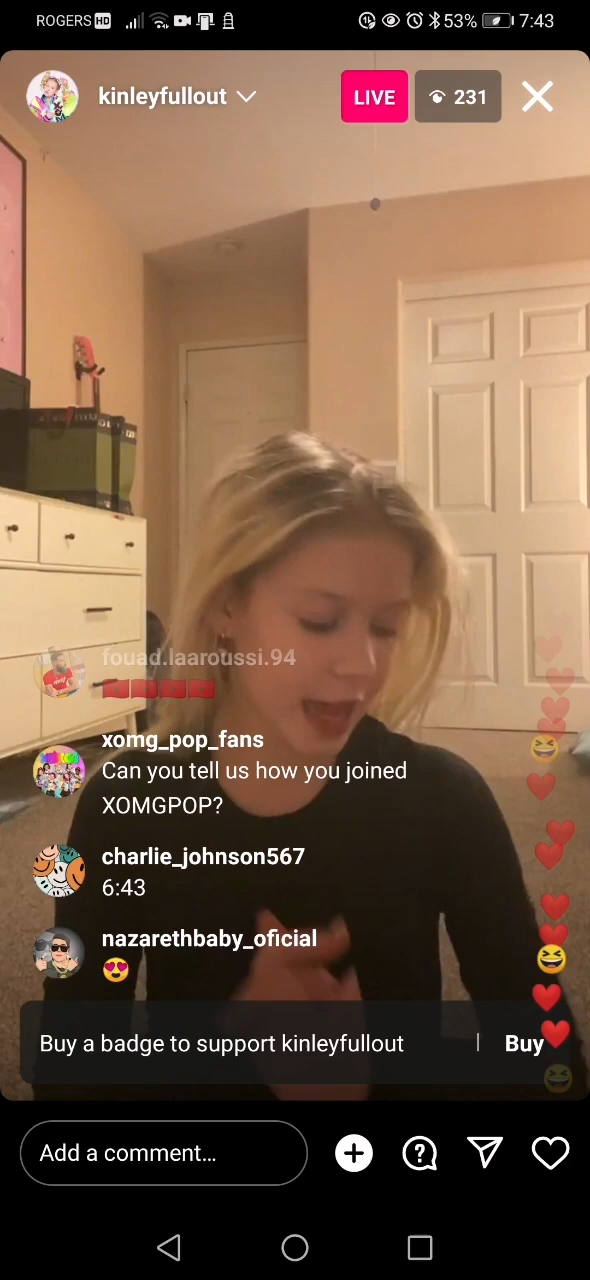 ROGERS HD 53% 7:43
kinleyfullout LIVE 231
fouad.laaroussi.94
xomg_pop_fans
Can you tell us how you joined
XOMGPOP?
charlie_johnson567
6:43
nazarethbaby_oficial
😍
Buy a badge to support kinleyfullout | Buy
Add a comment...